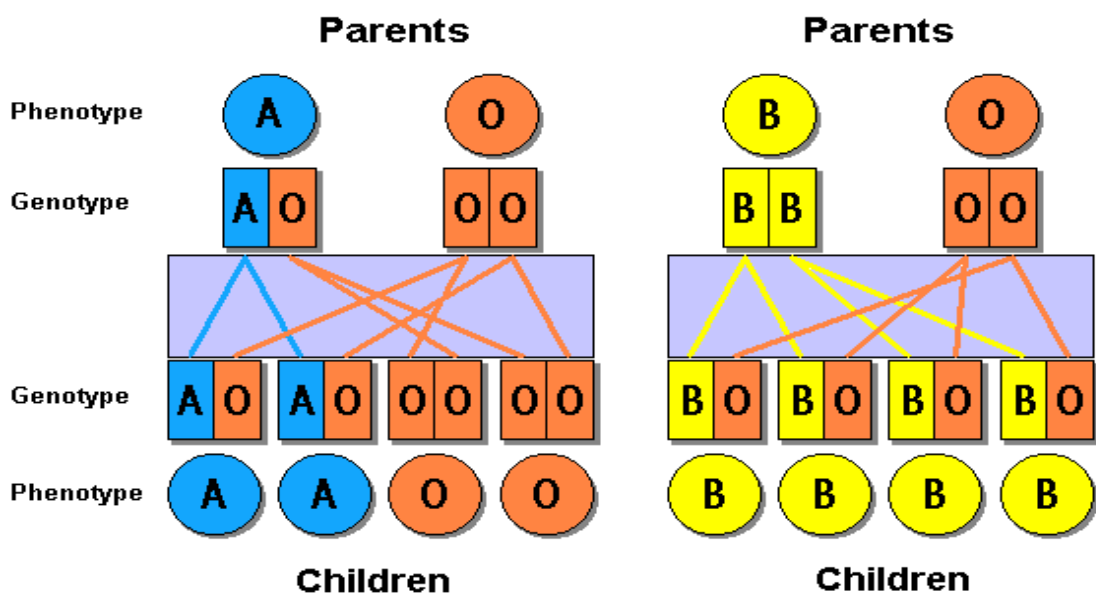 Parents Parents
Phenotype A O B O
Genotype A O O O B B O O
Genotype A O A O O O O O B O B O B O B O
Phenotype A A O O B B B B
Children Children